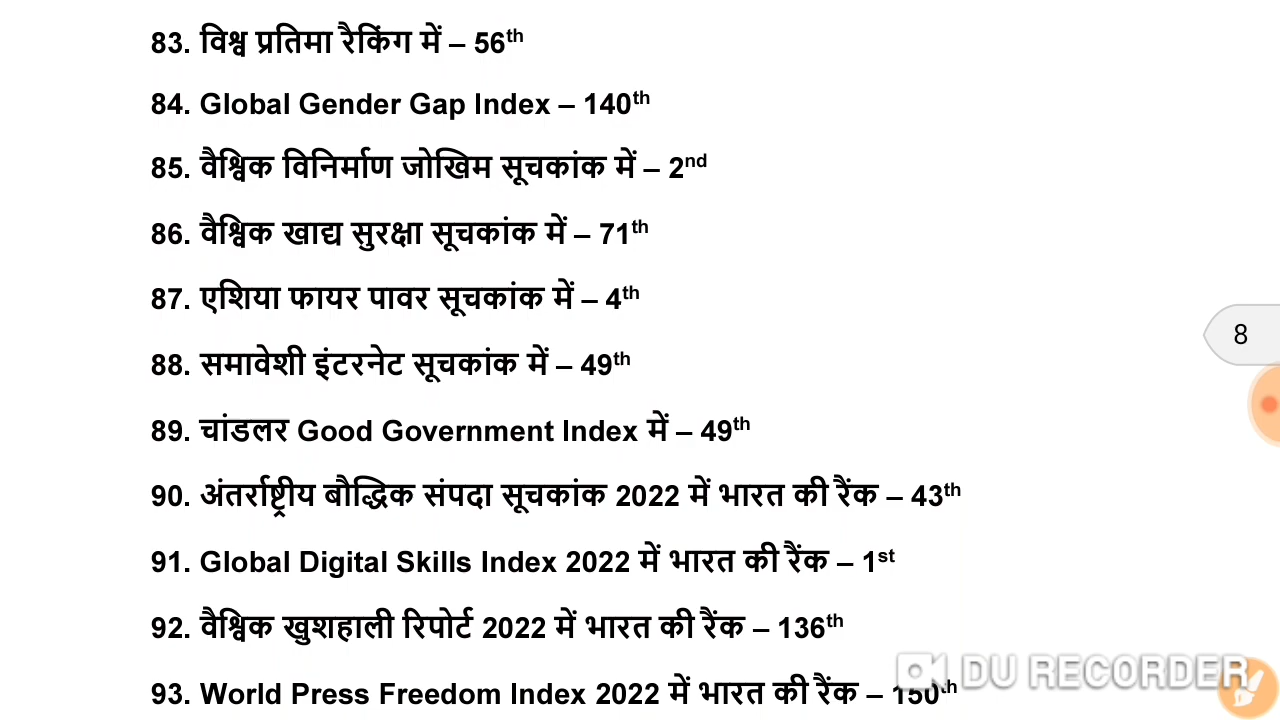 83. विश्व प्रतिमा रैकिंग में – 56th
84. Global Gender Gap Index – 140th
85. वैश्विक विनिर्माण जोखिम सूचकांक में – 2nd
86. वैश्विक खाद्य सुरक्षा सूचकांक में – 71th
87. एशिया फायर पावर सूचकांक में – 4th
88. समावेशी इंटरनेट सूचकांक में – 49th
8
89. चांडलर Good Government Index में – 49th
90. अंतर्राष्ट्रीय बौद्धिक संपदा सूचकांक 2022 में भारत की रैंक – 43th
91. Global Digital Skills Index 2022 में भारत की रैंक – 1st
92. वैश्विक खुशहाली रिपोर्ट 2022 में भारत की रैंक – 136th
DU RECORDER
93. World Press Freedom Index 2022 में भारत की रैंक – 150th